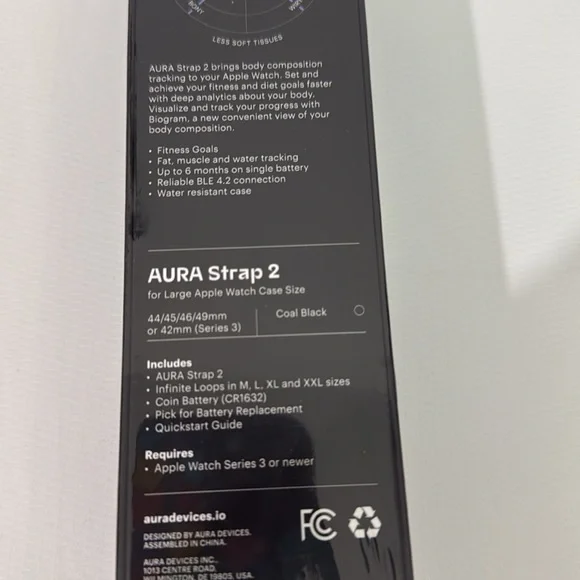 LESS SOFT TISSUES
AURA Strap 2 brings body composition
tracking to your Apple Watch. Set and
achieve your fitness and diet goals faster
with deep analytics about your body.
Visualize and track your progress with
Biogram, a new convenient view of your
body composition.
• Fitness Goals
• Fat, muscle and water tracking
• Up to 6 months on single battery
• Reliable BLE 4.2 connection
• Water resistant case
AURA Strap 2
for Large Apple Watch Case Size
44/45/46/49mm
or 42mm (Series 3)
Coal Black
Includes
• AURA Strap 2
• Infinite Loops in M, L, XL and XXL sizes
• Coin Battery (CR1632)
• Pick for Battery Replacement
• Quickstart Guide
Requires
• Apple Watch Series 3 or newer
auradevices.io
FC
DESIGNED BY AURA DEVICES.
ASSEMBLED IN CHINA.
AURA DEVICES INC.,
1013 CENTRE ROAD,
WILMINGTON, DE 19805, USA.